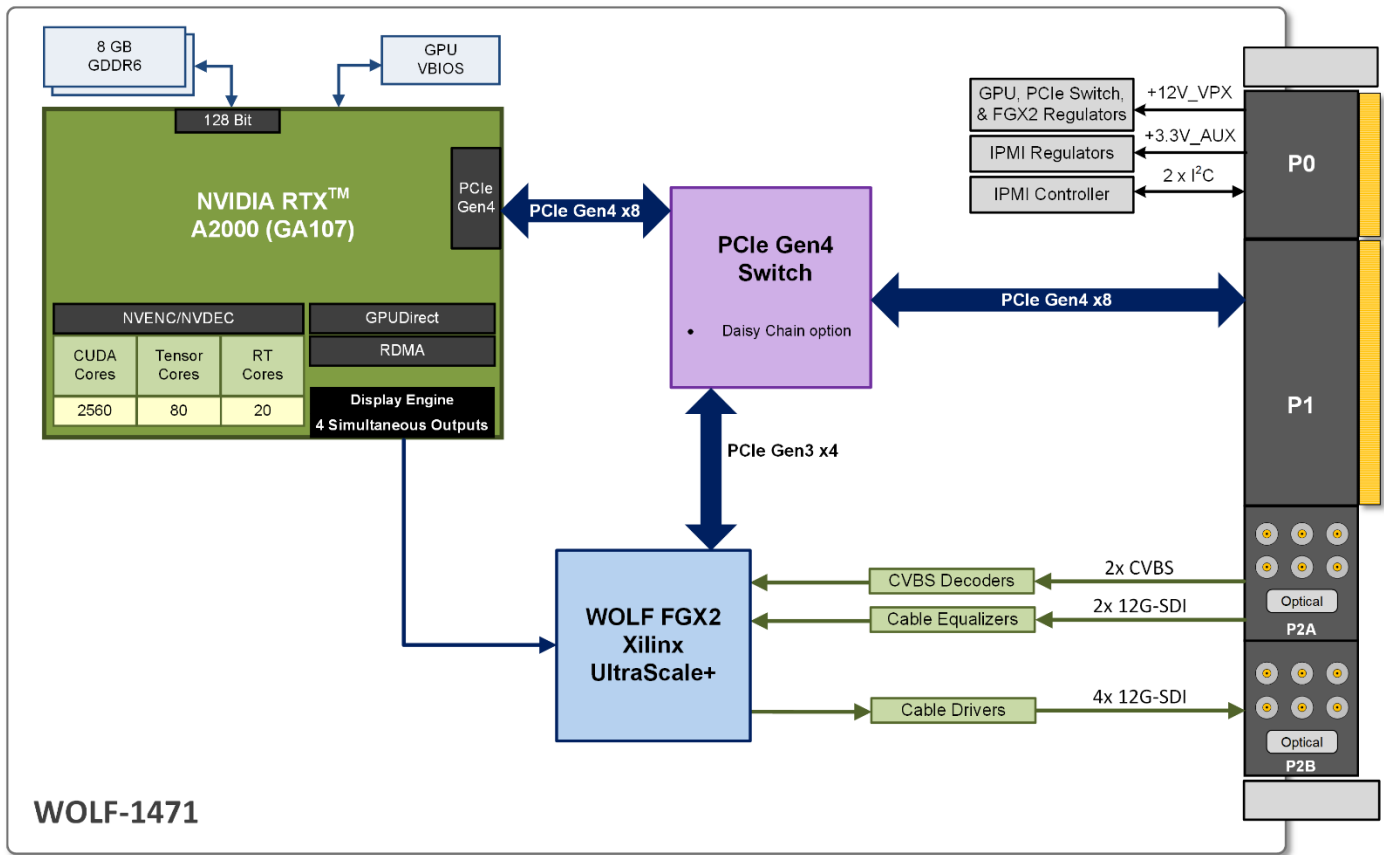 8 GB
GDDR6
GPU
VBIOS
128 Bit
NVIDIA RTX™
A2000 (GA107)
PCIe
Gen4
NVENC/NVDEC
CUDA
Cores
Tensor
Cores
RT
Cores
2560
80
20
GPUDirect
RDMA
Display Engine
4 Simultaneous Outputs
PCIe Gen4 x8
PCIe Gen4
Switch
• Daisy Chain option
PCIe Gen4 x8
PCIe Gen3 x4
GPU, PCIe Switch,
& FGX2 Regulators
+12V_VPX
IPMI Regulators
+3.3V_AUX
IPMI Controller
2 x I²C
P0
P1
WOLF FGX2
Xilinx
UltraScale+
CVBS Decoders
2x CVBS
Cable Equalizers
2x 12G-SDI
Cable Drivers
4x 12G-SDI
Optical
P2A
Optical
P2B
WOLF-1471